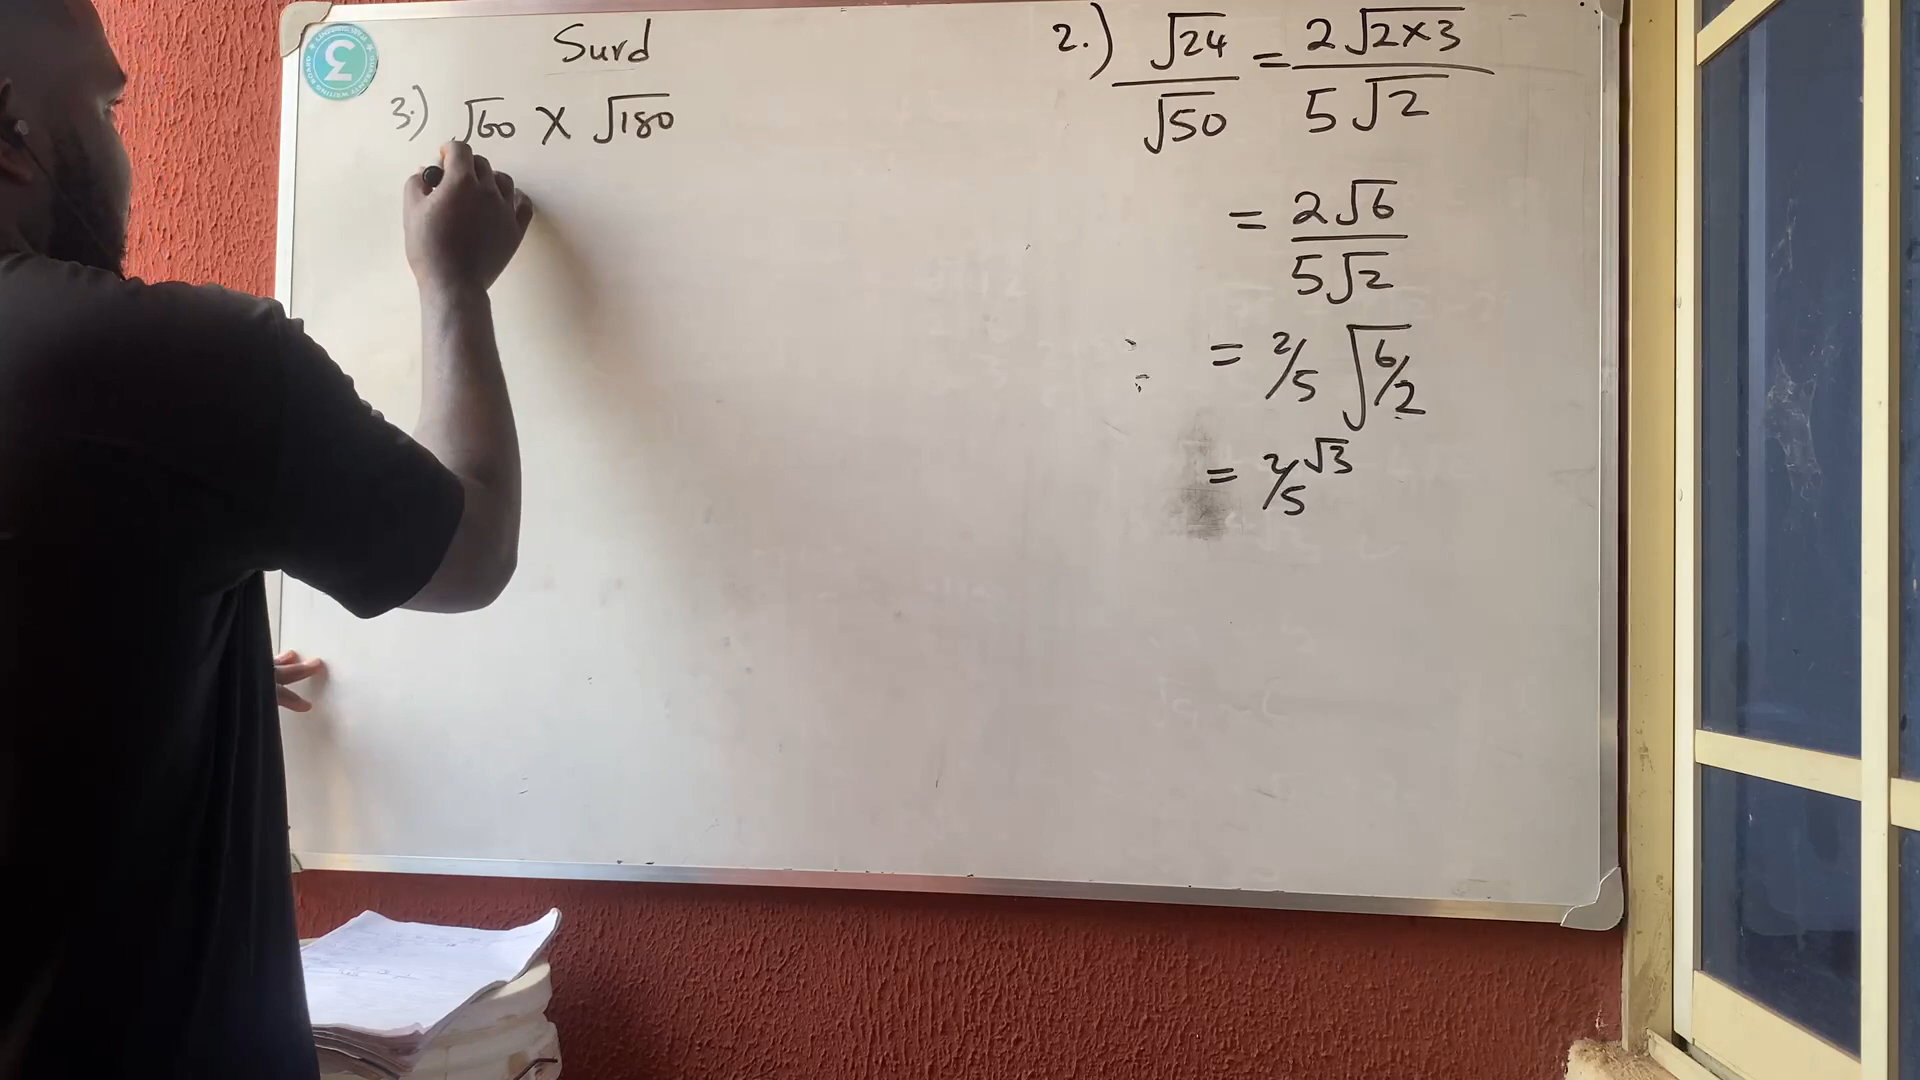 Surd
3.) √60 × √180
2.) √24/√50 = 2√2×3/5√2
= 2√6/5√2
= 2/5 √6/2
= 2/5 √3
3